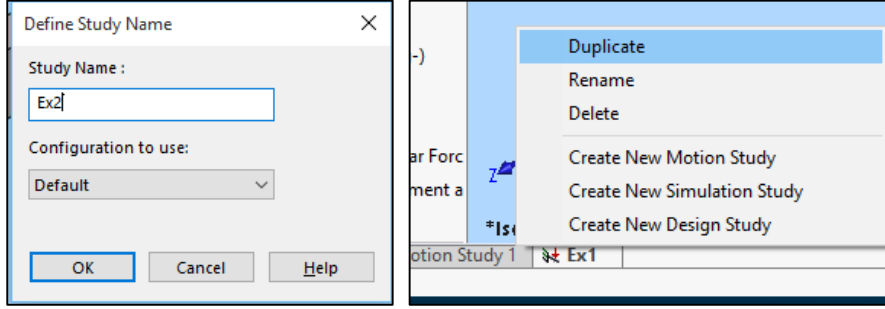 Define Study Name
Study Name :
Ex2
Configuration to use:
Default
OK Cancel Help
Duplicate
-)
Rename
Delete
ar Forc
Create New Motion Study
Z
ment a
Create New Simulation Study
*Is
Create New Design Study
otion Study 1 Ex1